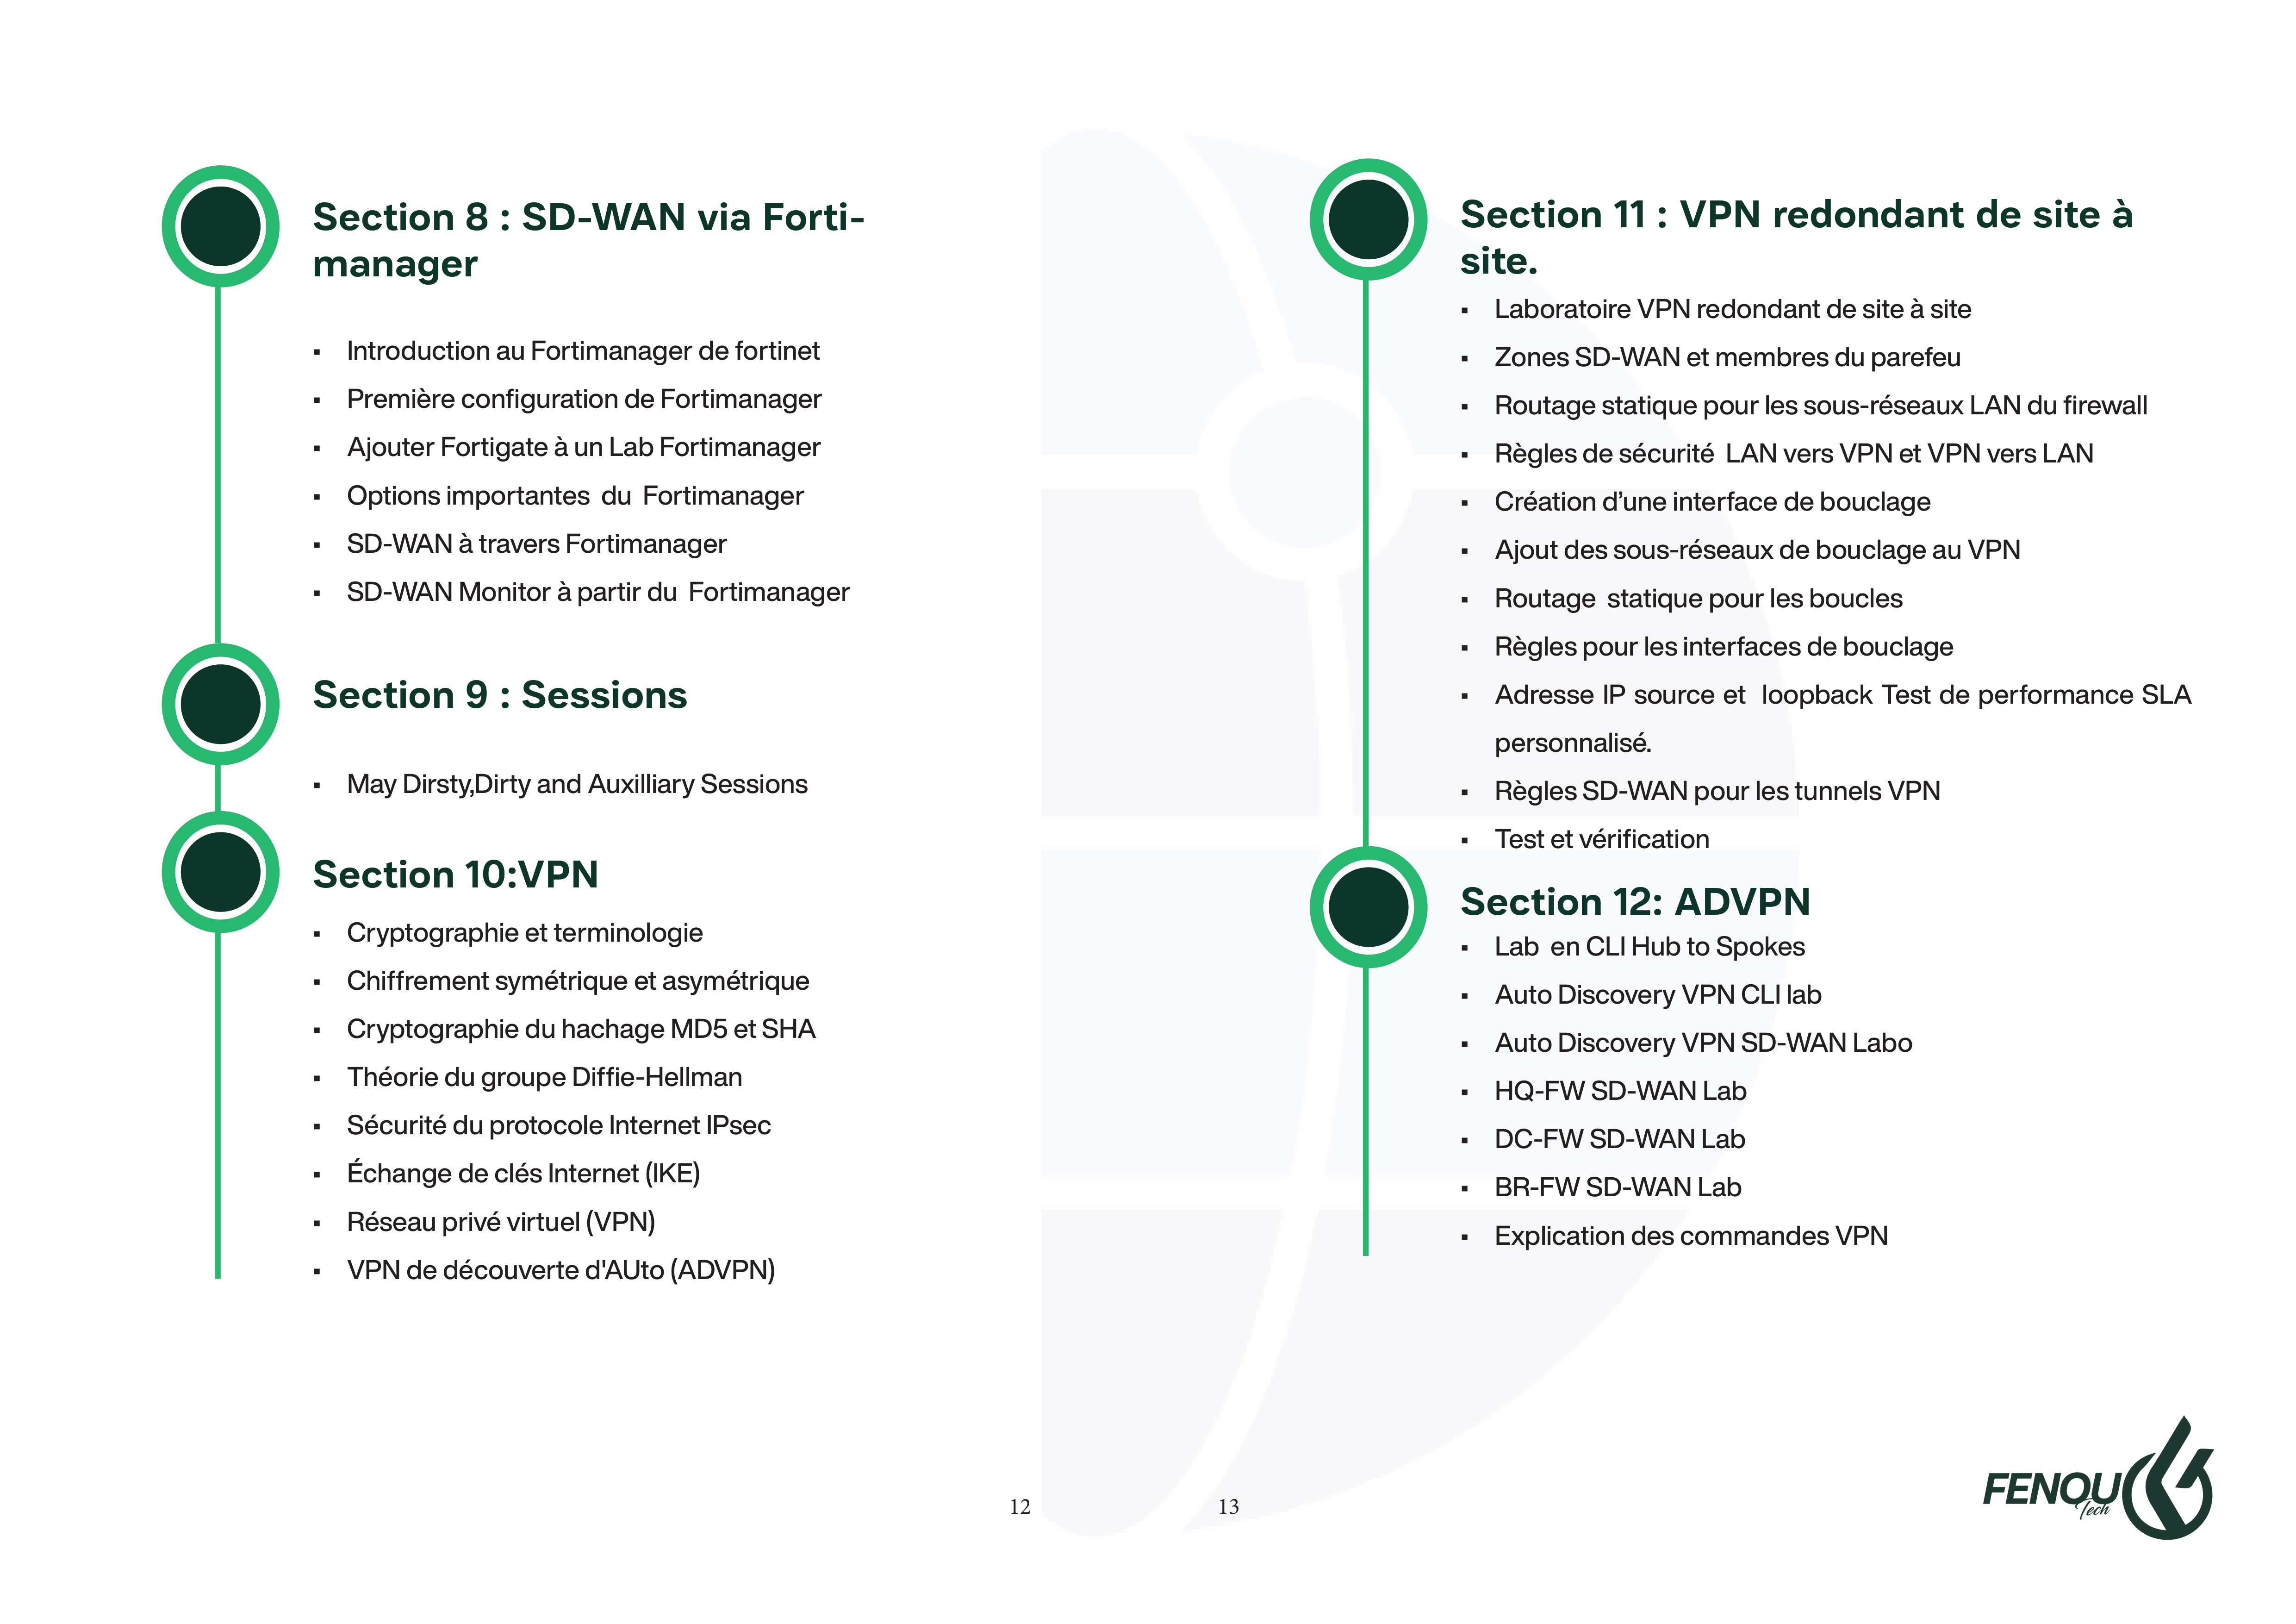 Section 8 : SD-WAN via Forti-
manager
▪ Introduction au Fortimanager de fortinet
▪ Première configuration de Fortimanager
▪ Ajouter Fortigate à un Lab Fortimanager
▪ Options importantes du Fortimanager
▪ SD-WAN à travers Fortimanager
▪ SD-WAN Monitor à partir du Fortimanager
Section 9 : Sessions
▪ May Dirsty,Dirty and Auxilliary Sessions
Section 10:VPN
▪ Cryptographie et terminologie
▪ Chiffrement symétrique et asymétrique
▪ Cryptographie du hachage MD5 et SHA
▪ Théorie du groupe Diffie-Hellman
▪ Sécurité du protocole Internet IPsec
▪ Échange de clés Internet (IKE)
▪ Réseau privé virtuel (VPN)
▪ VPN de découverte d'AUto (ADVPN)
12
Section 11 : VPN redondant de site à
site.
▪ Laboratoire VPN redondant de site à site
▪ Zones SD-WAN et membres du parefeu
▪ Routage statique pour les sous-réseaux LAN du firewall
▪ Règles de sécurité LAN vers VPN et VPN vers LAN
▪ Création d’une interface de bouclage
▪ Ajout des sous-réseaux de bouclage au VPN
▪ Routage statique pour les boucles
▪ Règles pour les interfaces de bouclage
▪ Adresse IP source et loopback Test de performance SLA
personnalisé.
▪ Règles SD-WAN pour les tunnels VPN
▪ Test et vérification
Section 12: ADVPN
▪ Lab en CLI Hub to Spokes
▪ Auto Discovery VPN CLI lab
▪ Auto Discovery VPN SD-WAN Labo
▪ HQ-FW SD-WAN Lab
▪ DC-FW SD-WAN Lab
▪ BR-FW SD-WAN Lab
▪ Explication des commandes VPN
13
FENOU
Tech